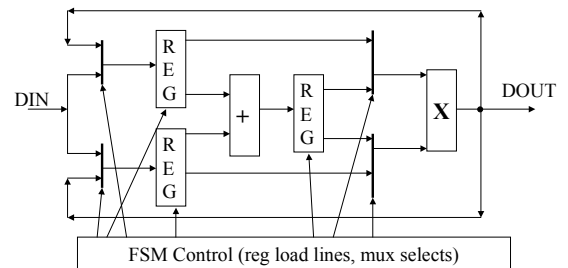 R
E
G
DIN
R
E
G
+
R
E
G
X
DOUT
FSM Control (reg load lines, mux selects)